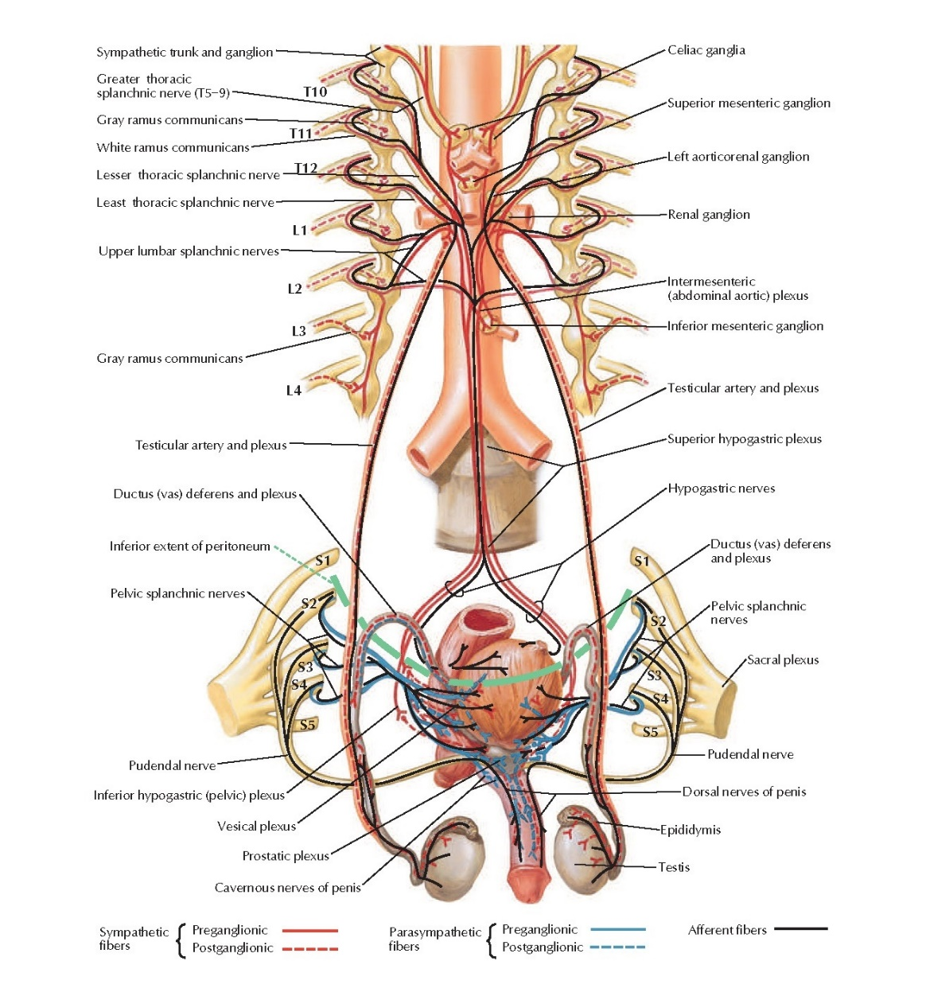 Sympathetic trunk and ganglion
Greater thoracic
splanchnic nerve (T5–9)
T10
Gray ramus communicans
T11
White ramus communicans
T12
Lesser thoracic splanchnic nerve
Least thoracic splanchnic nerve
L1
Upper lumbar splanchnic nerves
L2
L3
Gray ramus communicans
L4
Testicular artery and plexus
Ductus (vas) deferens and plexus
Inferior extent of peritoneum
S1
Pelvic splanchnic nerves
S2
S3
S4
S5
Pudendal nerve
Inferior hypogastric (pelvic) plexus
Vesical plexus
Prostatic plexus
Cavernous nerves of penis
Celiac ganglia
Superior mesenteric ganglion
Left aorticorenal ganglion
Renal ganglion
Intermesenteric
(abdominal aortic) plexus
Inferior mesenteric ganglion
Testicular artery and plexus
Superior hypogastric plexus
Hypogastric nerves
Ductus (vas) deferens
and plexus
S1
Pelvic splanchnic
nerves
S2
Sacral plexus
S3
S4
S5
Pudendal nerve
Dorsal nerves of penis
Epididymis
Testis
Sympathetic
fibers
Preganglionic
Postganglionic
Parasympathetic
fibers
Preganglionic
Postganglionic
Afferent fibers